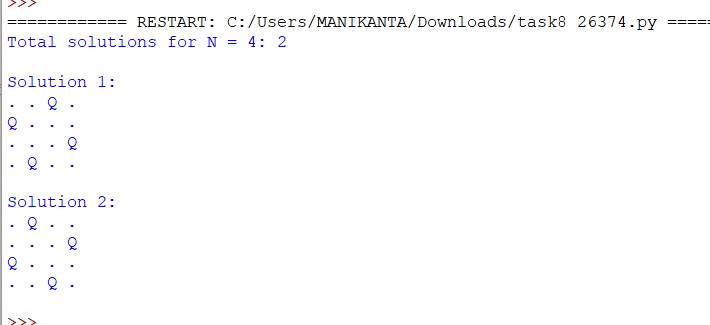 >>>
============ RESTART: C:/Users/MANIKANTA/Downloads/task8 26374.py =====
Total solutions for N = 4: 2
Solution 1:
. . Q .
Q . . .
. . . Q
. Q . .
Solution 2:
. Q . .
. . . Q
Q . . .
. . Q .
>>>